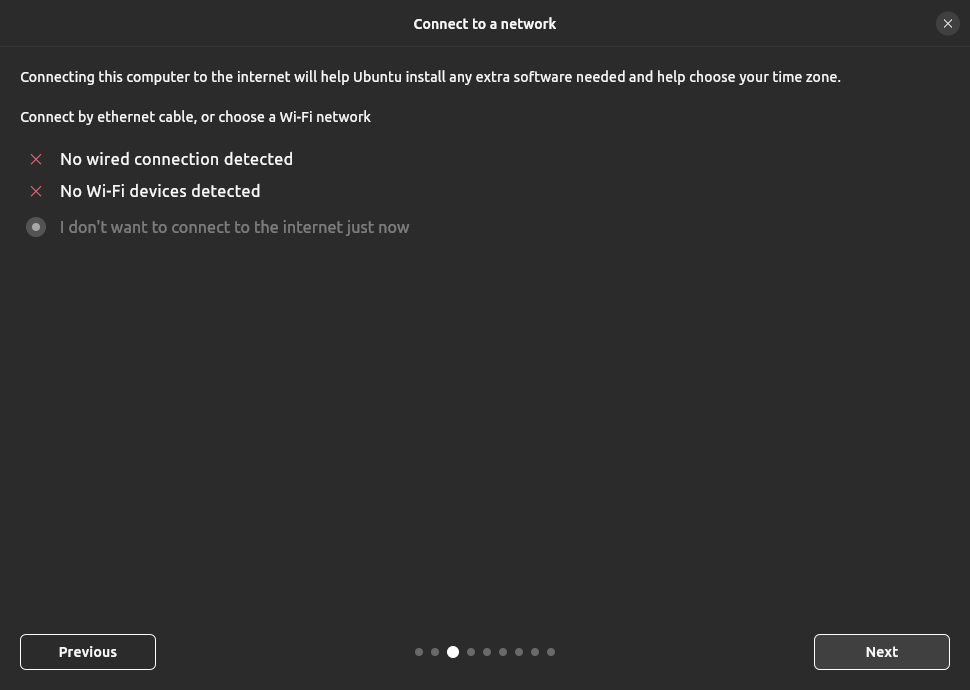 Connect to a network
Connecting this computer to the internet will help Ubuntu install any extra software needed and help choose your time zone.
Connect by ethernet cable, or choose a Wi-Fi network
No wired connection detected
No Wi-Fi devices detected
I don't want to connect to the internet just now
Previous
Next